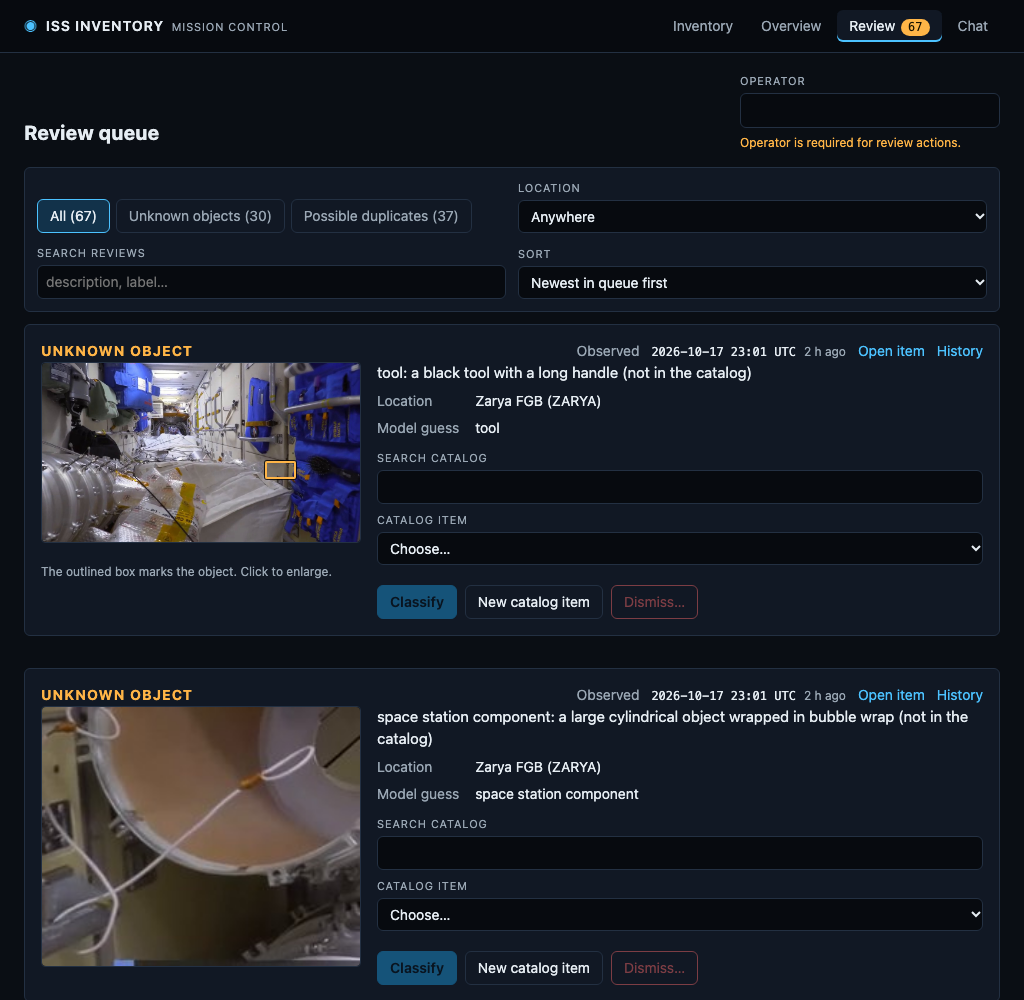 ISS INVENTORY MISSION CONTROL
Inventory
Overview
Review 67
Chat
OPERATOR
Operator is required for review actions.
Review queue
All (67)
Unknown objects (30)
Possible duplicates (37)
LOCATION
Anywhere
SEARCH REVIEWS
description, label...
SORT
Newest in queue first
UNKNOWN OBJECT
Observed 2026-10-17 23:01 UTC 2 h ago Open item History
The outlined box marks the object. Click to enlarge.
tool: a black tool with a long handle (not in the catalog)
Location Zarya FGB (ZARYA)
Model guess tool
SEARCH CATALOG
CATALOG ITEM
Choose...
Classify
New catalog item
Dismiss...
UNKNOWN OBJECT
Observed 2026-10-17 23:01 UTC 2 h ago Open item History
space station component: a large cylindrical object wrapped in bubble wrap (not in the
catalog)
Location Zarya FGB (ZARYA)
Model guess space station component
SEARCH CATALOG
CATALOG ITEM
Choose...
Classify
New catalog item
Dismiss...